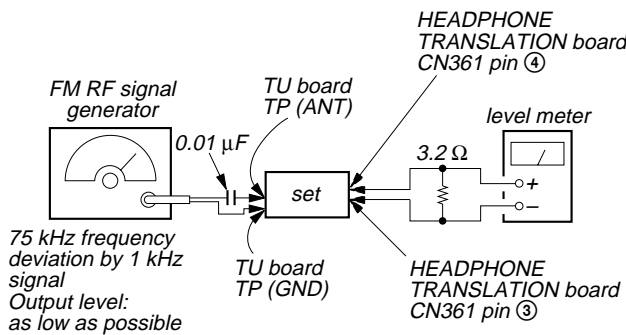 HEADPHONE
TRANSLATION board
CN361 pin ④
FM RF signal
generator
TU board
TP (ANT)
level meter
0.01 µF
3.2 Ω
set
+
–
75 kHz frequency
deviation by 1 kHz
signal
Output level:
as low as possible
TU board
TP (GND)
HEADPHONE
TRANSLATION board
CN361 pin ③